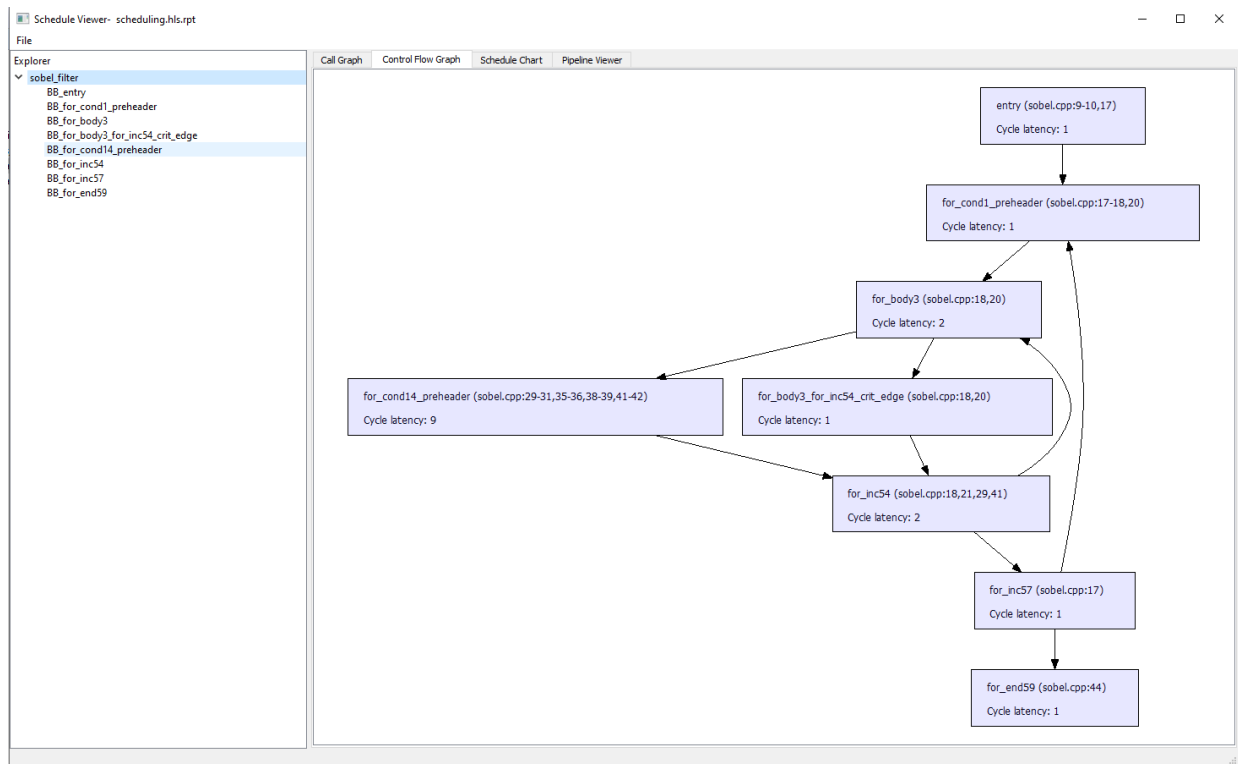 Schedule Viewer- scheduling.hls.rpt
File
Explorer
sobel_filter
BB_entry
BB_for_cond1_preheader
BB_for_body3
BB_for_body3_for_inc54_crit_edge
BB_for_cond14_preheader
BB_for_inc54
BB_for_inc57
BB_for_end59
Call Graph Control Flow Graph Schedule Chart Pipeline Viewer
entry (sobel.cpp:9-10,17)
Cycle latency: 1
for_cond1_preheader (sobel.cpp:17-18,20)
Cycle latency: 1
for_body3 (sobel.cpp:18,20)
Cycle latency: 2
for_cond14_preheader (sobel.cpp:29-31,35-36,38-39,41-42)
Cycle latency: 9
for_body3_for_inc54_crit_edge (sobel.cpp:18,20)
Cycle latency: 1
for_inc54 (sobel.cpp:18,21,29,41)
Cycle latency: 2
for_inc57 (sobel.cpp:17)
Cycle latency: 1
for_end59 (sobel.cpp:44)
Cycle latency: 1